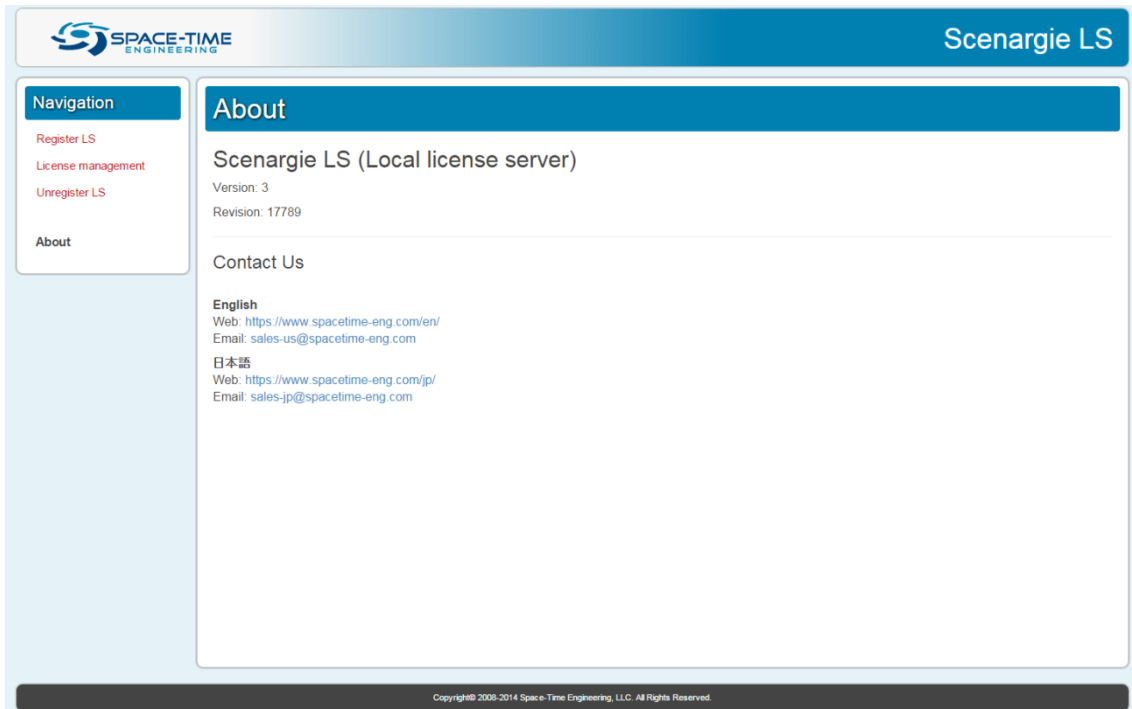 SPACE-TIME
ENGINEERING
Scenargie LS
Navigation
Register LS
License management
Unregister LS
About
About
Scenargie LS (Local license server)
Version: 3
Revision: 17789
Contact Us
English
Web: https://www.spacetime-eng.com/en/
Email: sales-us@spacetime-eng.com
日本語
Web: https://www.spacetime-eng.com/jp/
Email: sales-jp@spacetime-eng.com
Copyright© 2008-2014 Space-Time Engineering, LLC. All Rights Reserved.